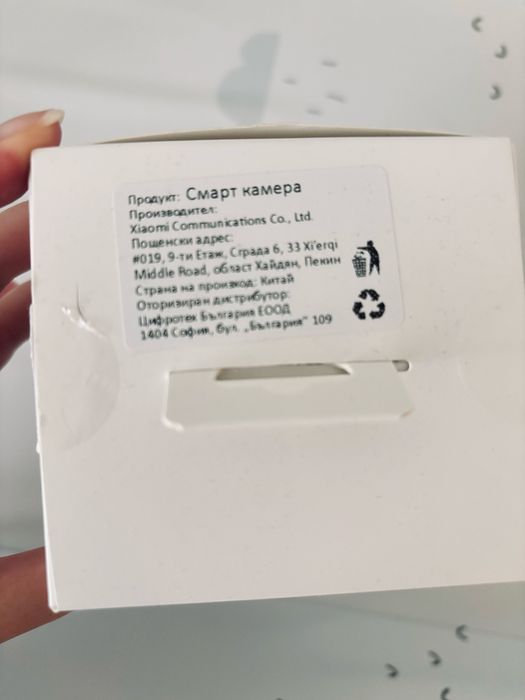 Продукт: Смарт камера
Производител:
Xiaomi Communications Co., Ltd.
Пощенски адрес:
#019, 9-ти Етаж, Сграда 6, 33 Xi'erqi
Middle Road, област Хайдян, Пекин
Страна на произход: Китай
Оторизиран дистрибутор:
Цифротек България ЕООД
1404 София, бул. „България" 109